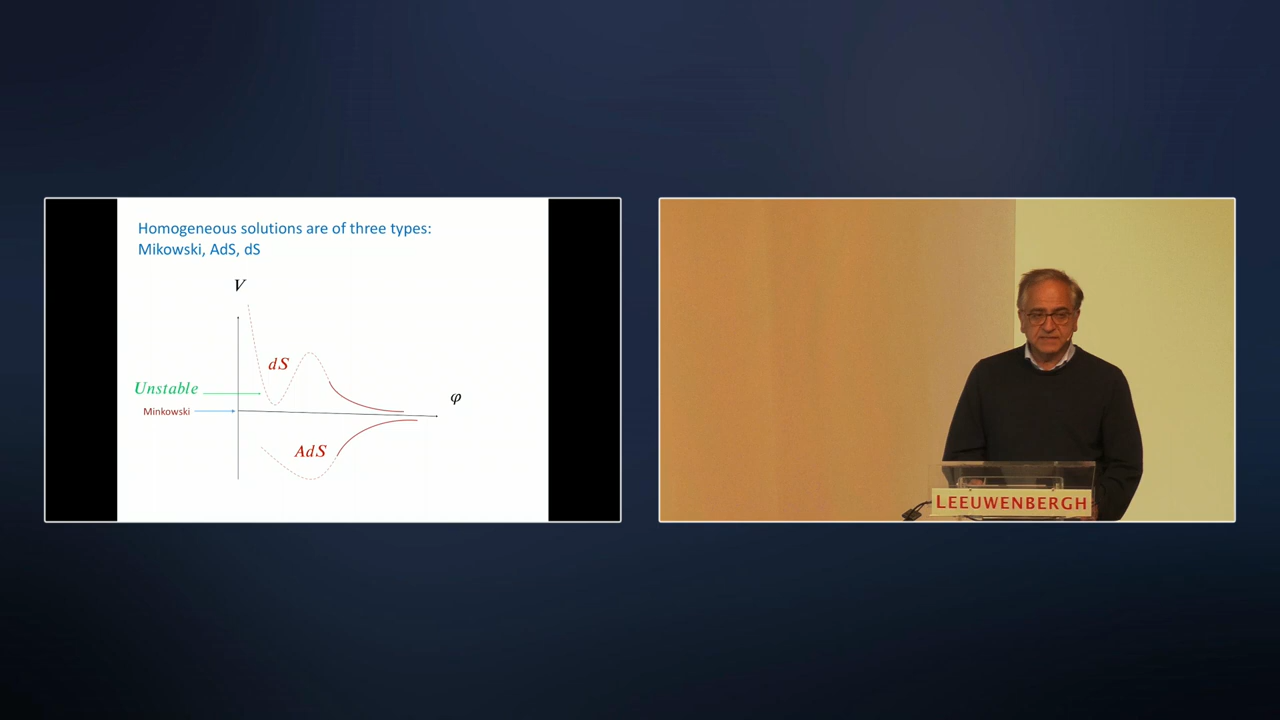 Homogeneous solutions are of three types:
Mikowski, AdS, dS
V
dS
Unstable
φ
Minkowski
AdS
LEEUWENBERGH